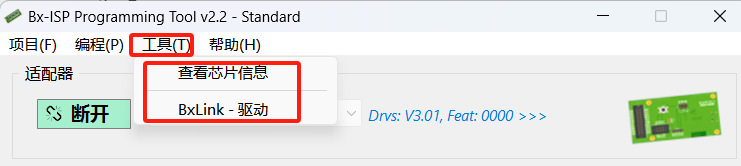 Bx-ISP Programming Tool v2.2 - Standard
项目(F) 编程(P) 工具(T) 帮助(H)
适配器
查看芯片信息
BxLink - 驱动
断开
Drvs: V3.01, Feat: 0000 >>>